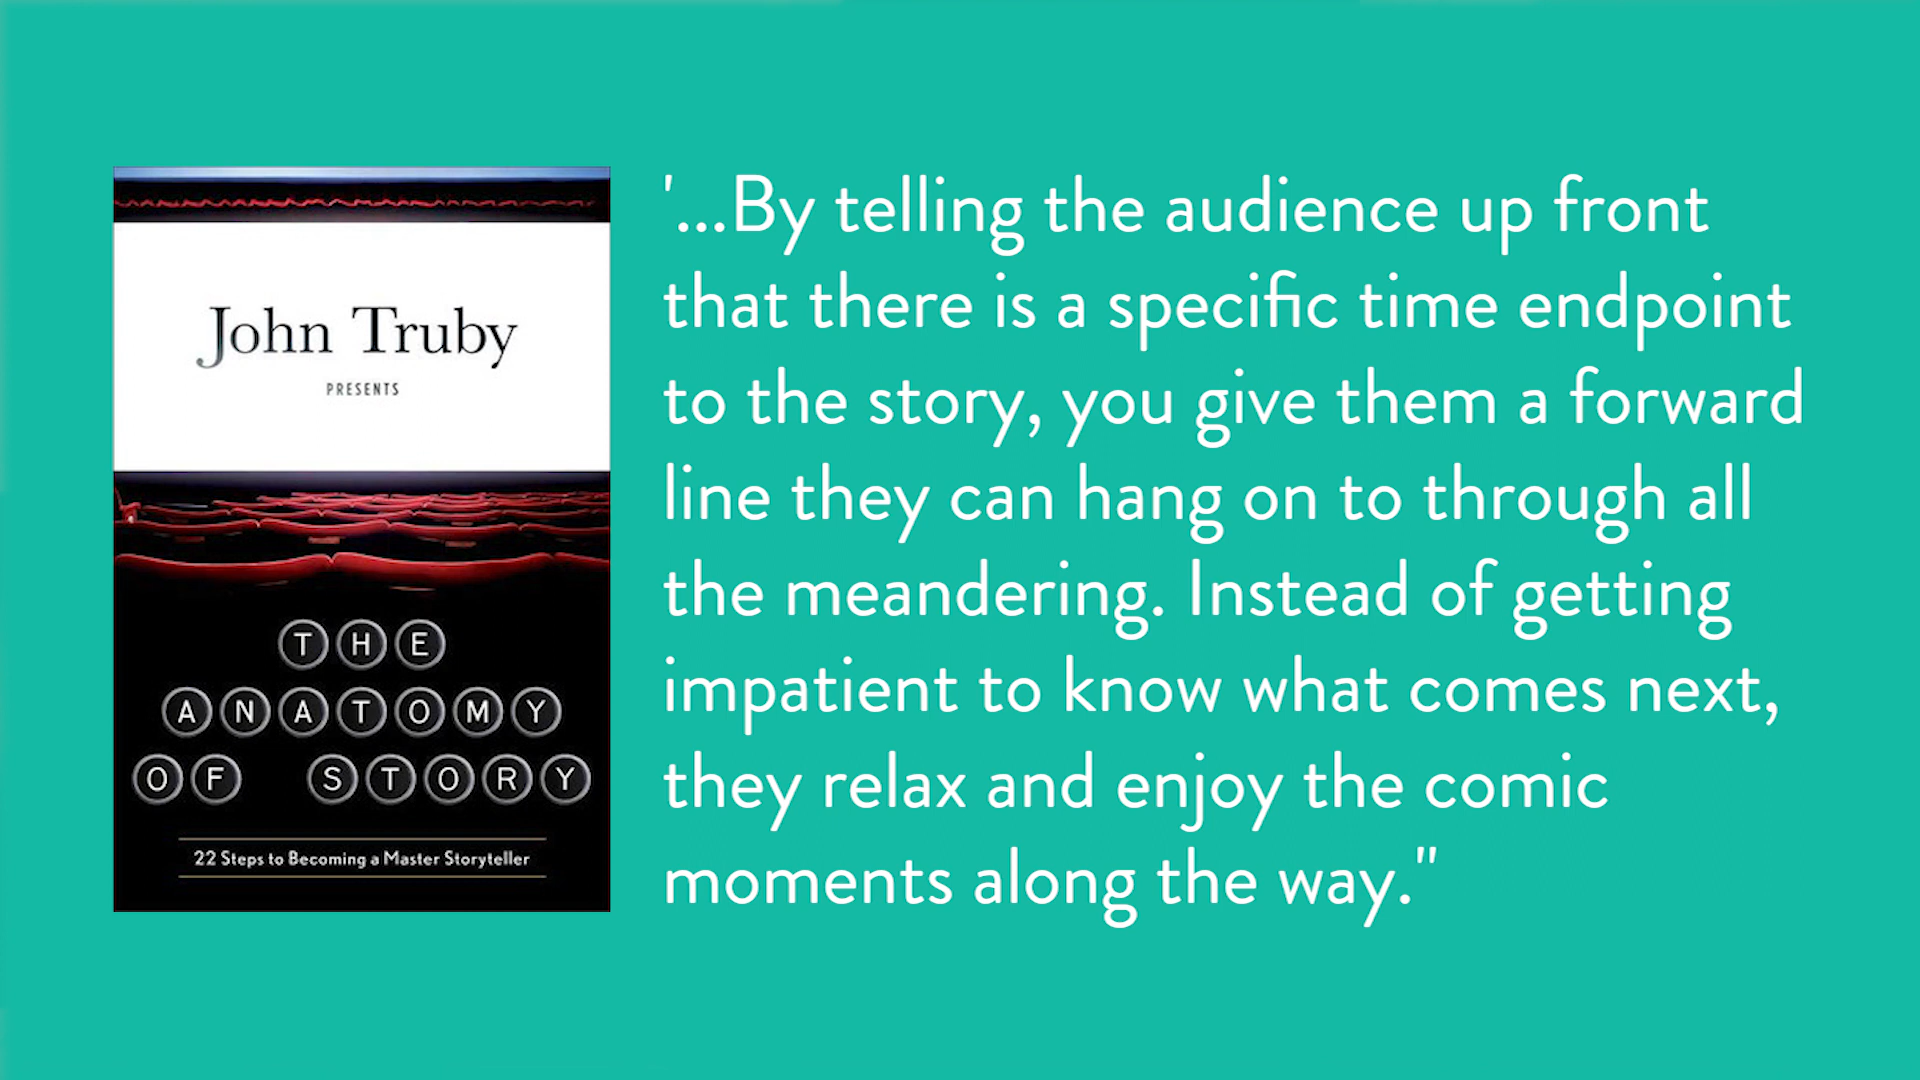 John Truby
PRESENTS
THE
ANATOMY
OF STORY
22 Steps to Becoming a Master Storyteller
'...By telling the audience up front
that there is a specific time endpoint
to the story, you give them a forward
line they can hang on to through all
the meandering. Instead of getting
impatient to know what comes next,
they relax and enjoy the comic
moments along the way."